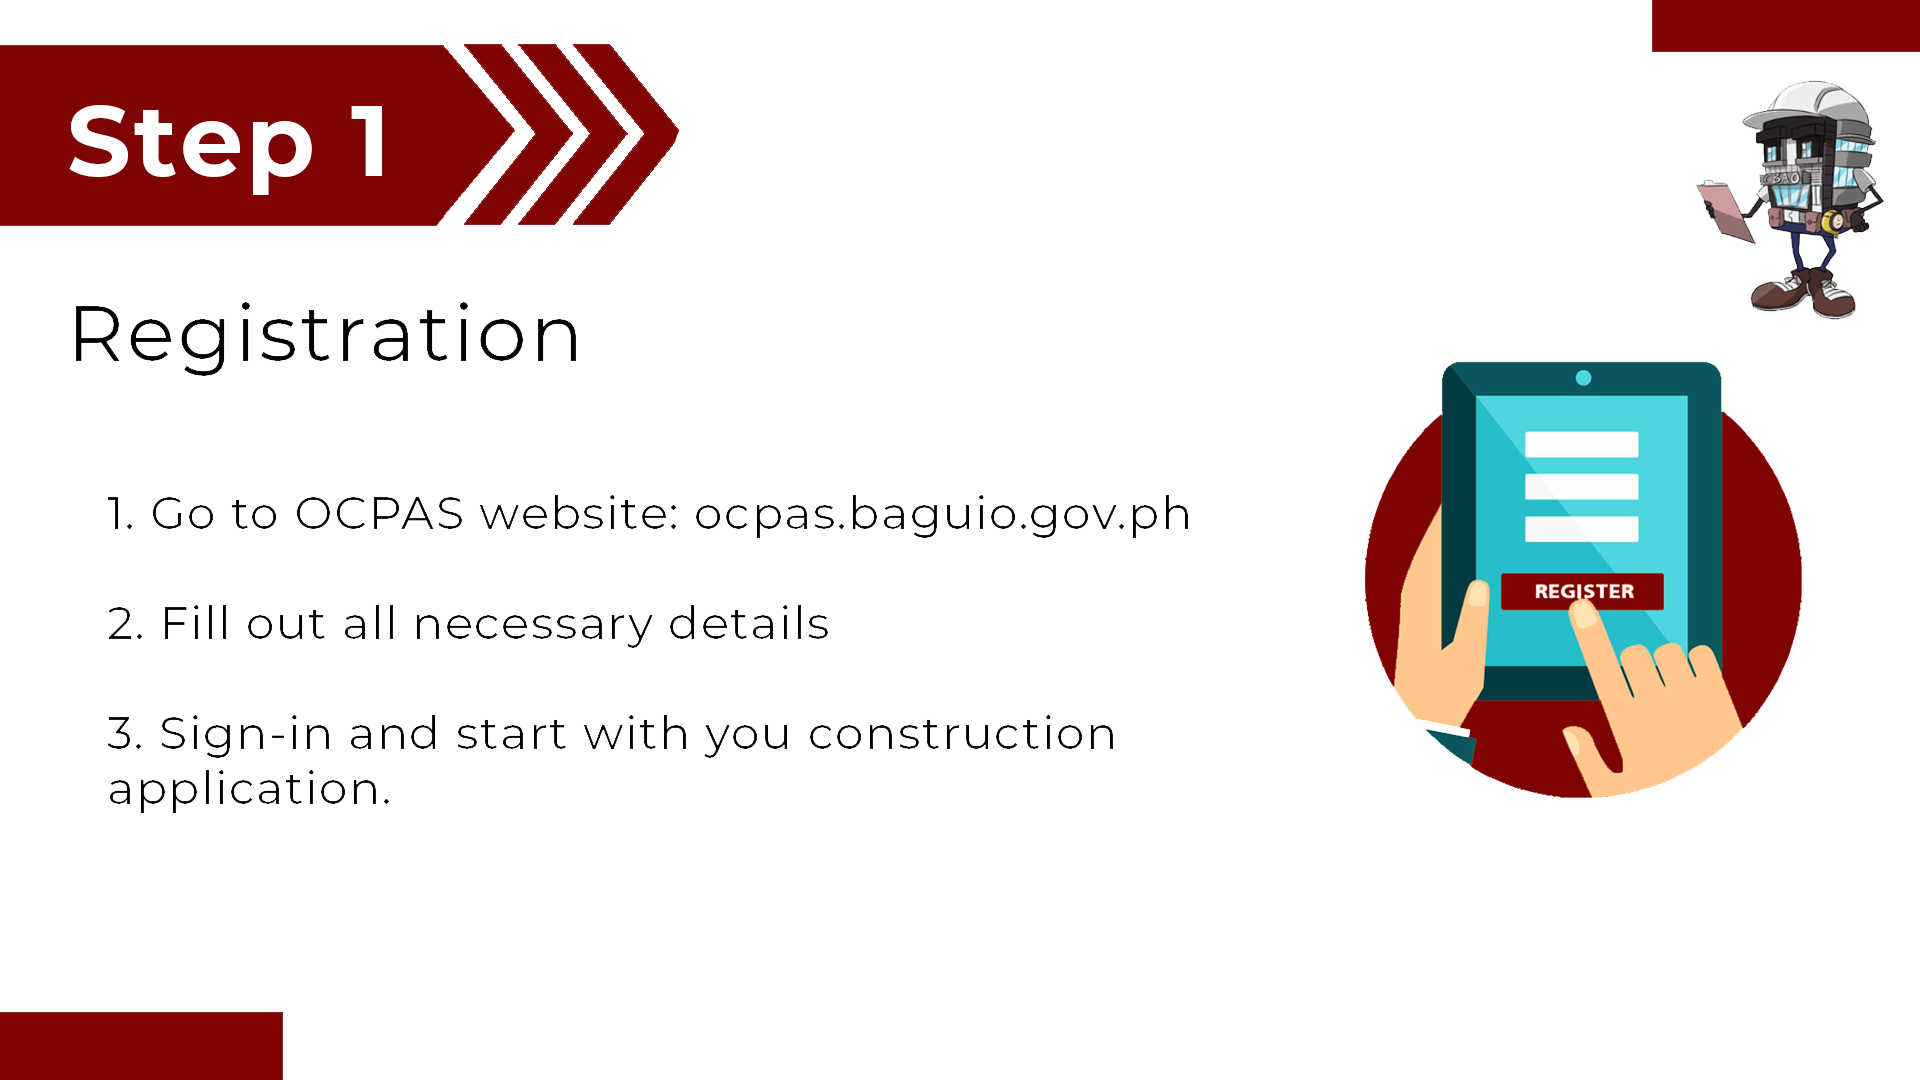 Step 1
Registration
1. Go to OCPAS website: ocpas.baguio.gov.ph
2. Fill out all necessary details
3. Sign-in and start with you construction
application.
REGISTER
CBAO